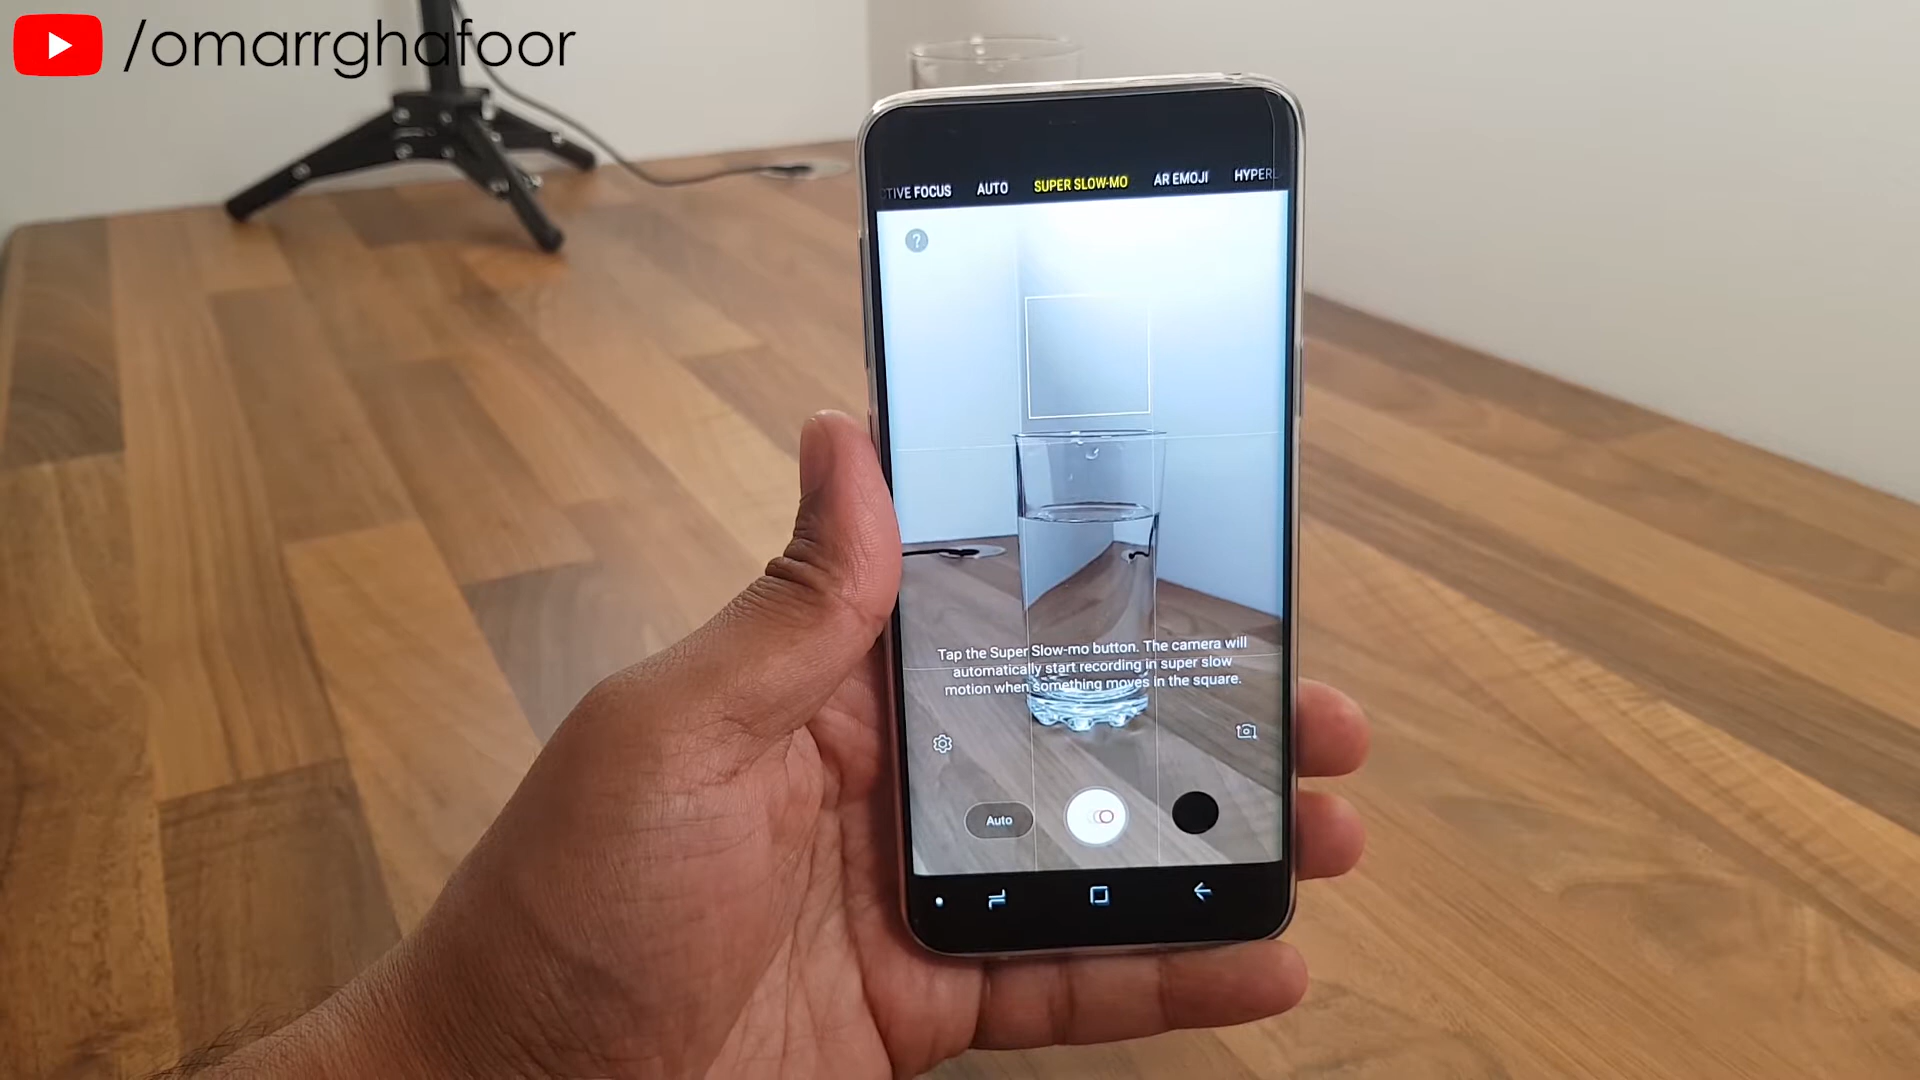 /omarrghafoor
TIVE FOCUS AUTO SUPER SLOW-MO AR EMOJI HYPERL
?
Tap the Super Slow-mo button. The camera will
automatically start recording in super slow
motion when something moves in the square.
Auto